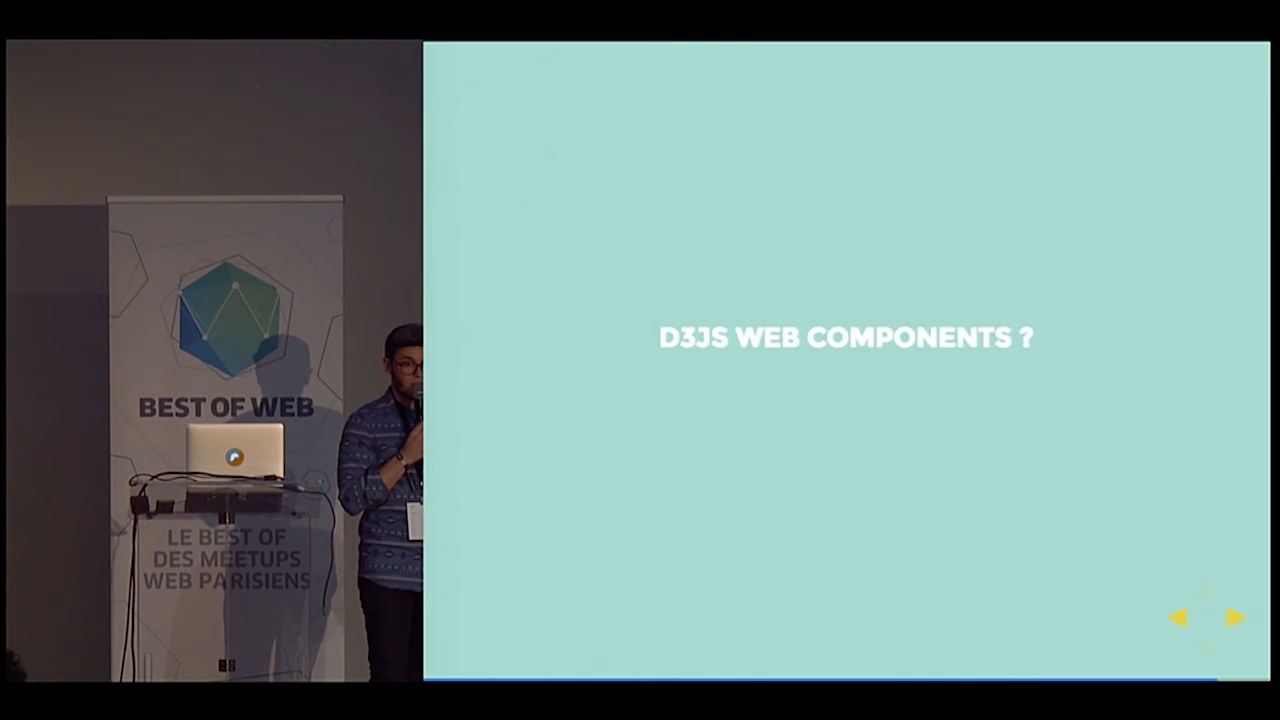 BEST OF WEB
LE BEST OF
DES MEETUPS
WEB PARISIENS
D3JS WEB COMPONENTS ?